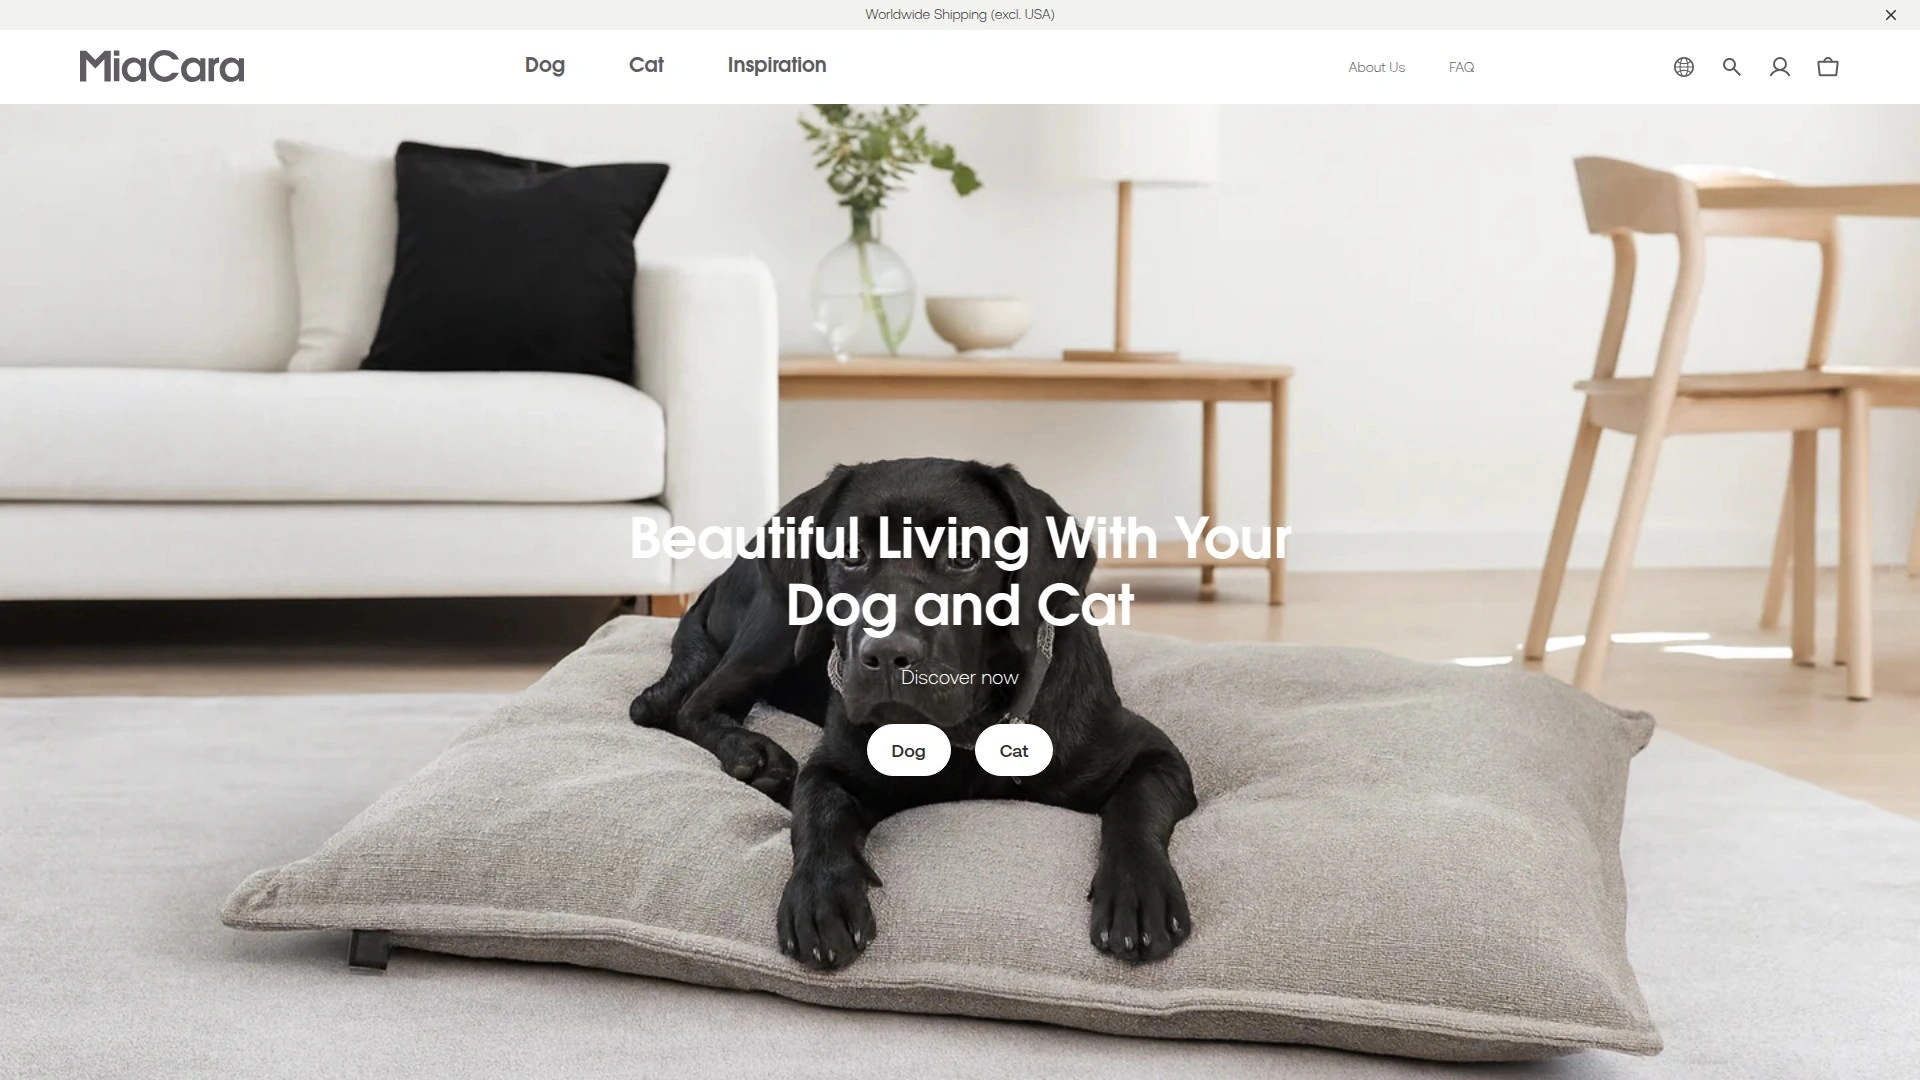 Worldwide Shipping (excl. USA)
MiaCara
Dog
Cat
Inspiration
About Us
FAQ
Beautiful Living With Your
Dog and Cat
Discover now
Dog
Cat